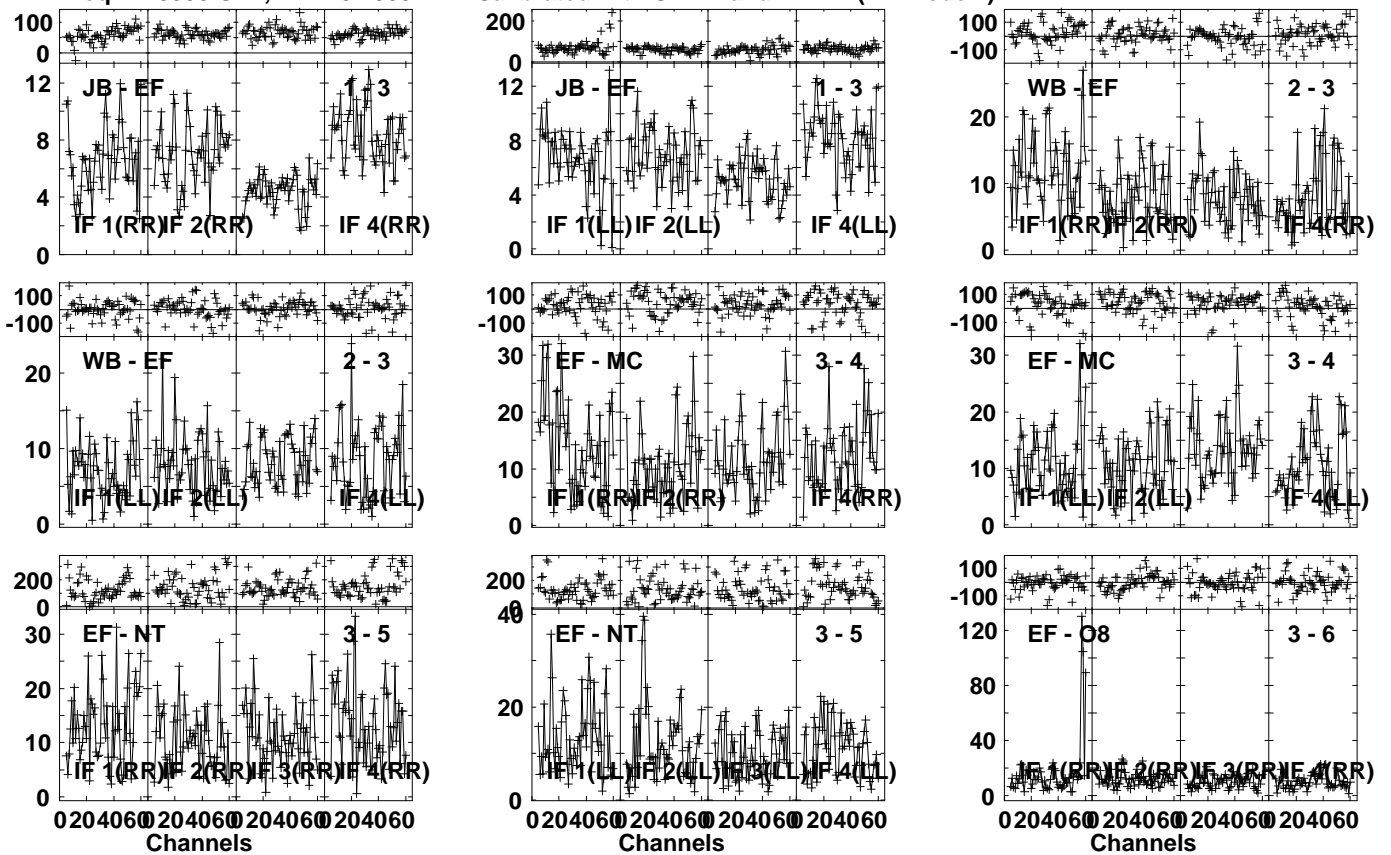 100
0
JB - EF
1 - 3
12
8
4
0
IF 1(RR)
IF 2(RR)
IF 4(RR)
200
100
0
JB - EF
1 - 3
12
8
4
0
IF 1(LL)
IF 2(LL)
IF 4(LL)
100
-100
WB - EF
2 - 3
20
10
0
IF 1(RR)
IF 2(RR)
IF 4(RR)
100
-100
WB - EF
2 - 3
20
10
0
IF 1(LL)
IF 2(LL)
IF 4(LL)
100
-100
EF - MC
3 - 4
30
20
10
0
IF 1(RR)
IF 2(RR)
IF 4(RR)
100
-100
EF - MC
3 - 4
30
20
10
0
IF 1(LL)
IF 2(LL)
IF 4(LL)
200
0
EF - NT
3 - 5
30
20
10
0
IF 1(RR)
IF 2(RR)
IF 3(RR)
IF 4(RR)
0 20 40 60 0 20 40 60 0 20 40 60 0 20 40 60
Channels
200
0
40
EF - NT
3 - 5
20
0
IF 1(LL)
IF 2(LL)
IF 3(LL)
IF 4(LL)
0 20 40 60 0 20 40 60 0 20 40 60 0 20 40 60
Channels
100
-100
EF - O8
3 - 6
120
80
40
0
IF 1(RR)
IF 2(RR)
IF 3(RR)
IF 4(RR)
0 20 40 60 0 20 40 60 0 20 40 60 0 20 40 60
Channels